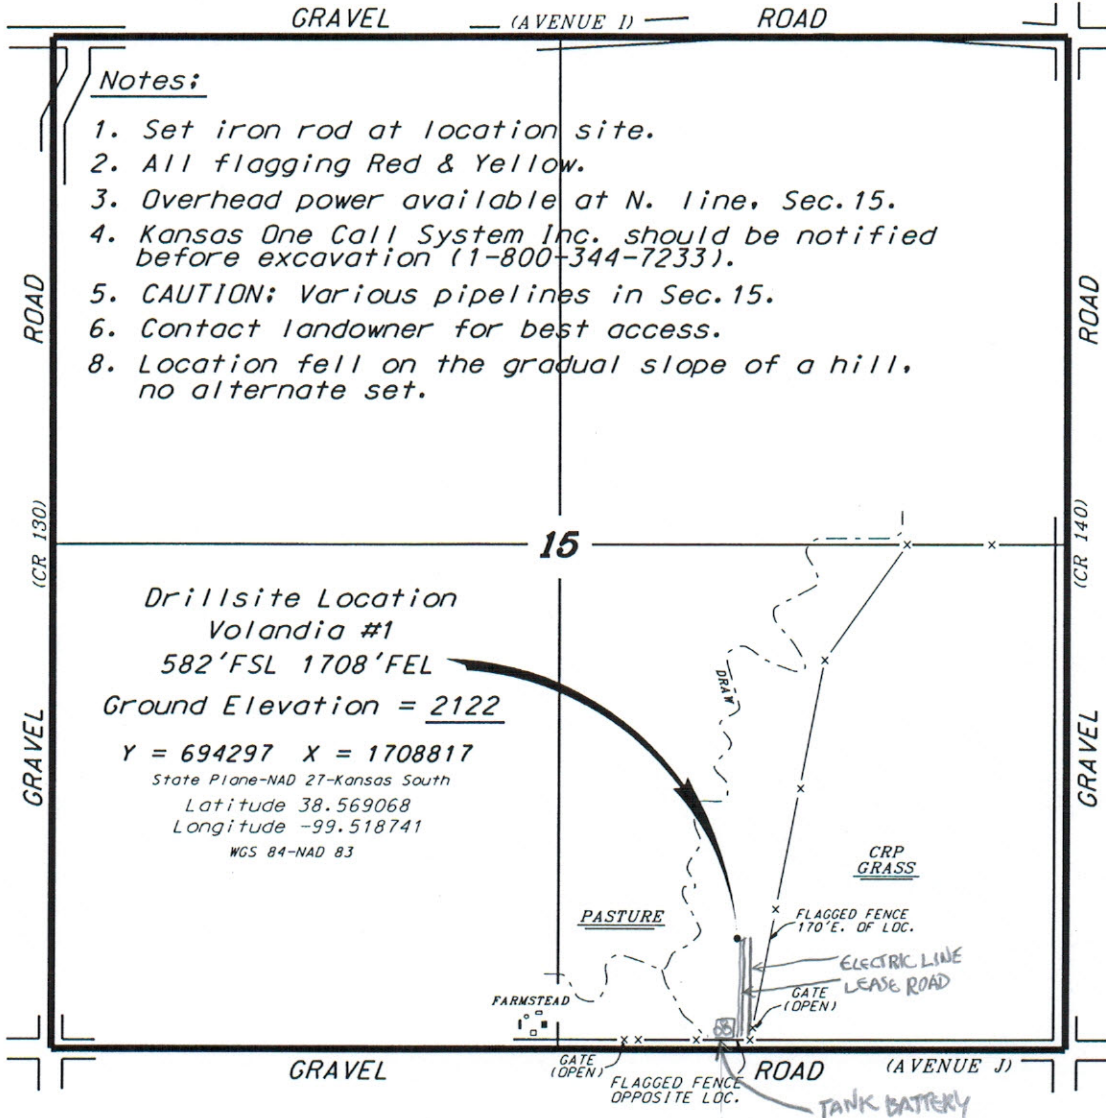 GRAVEL (AVENUE I) ROAD
Notes:
1. Set iron rod at location site.
2. All flagging Red & Yellow.
3. Overhead power available at N. line, Sec.15.
4. Kansas One Call System Inc. should be notified
before excavation (1-800-344-7233).
5. CAUTION: Various pipelines in Sec.15.
6. Contact landowner for best access.
8. Location fell on the gradual slope of a hill,
no alternate set.
ROAD
(CR 130)
GRAVEL
ROAD
(CR 140)
GRAVEL
15
Drillsite Location
Volandia #1
582'FSL 1708'FEL
Ground Elevation = 2122
Y = 694297 X = 1708817
State Plane-NAD 27-Kansas South
Latitude 38.569068
Longitude -99.518741
WGS 84-NAD 83
DRAW
CRP
GRASS
PASTURE
FLAGGED FENCE
170'E. OF LOC.
ELECTRIC LINE
LEASE ROAD
GATE
(OPEN)
FARMSTEAD
GRAVEL ROAD (AVENUE J)
GATE
(OPEN)
FLAGGED FENCE
OPPOSITE LOC.
TANK BATTERY